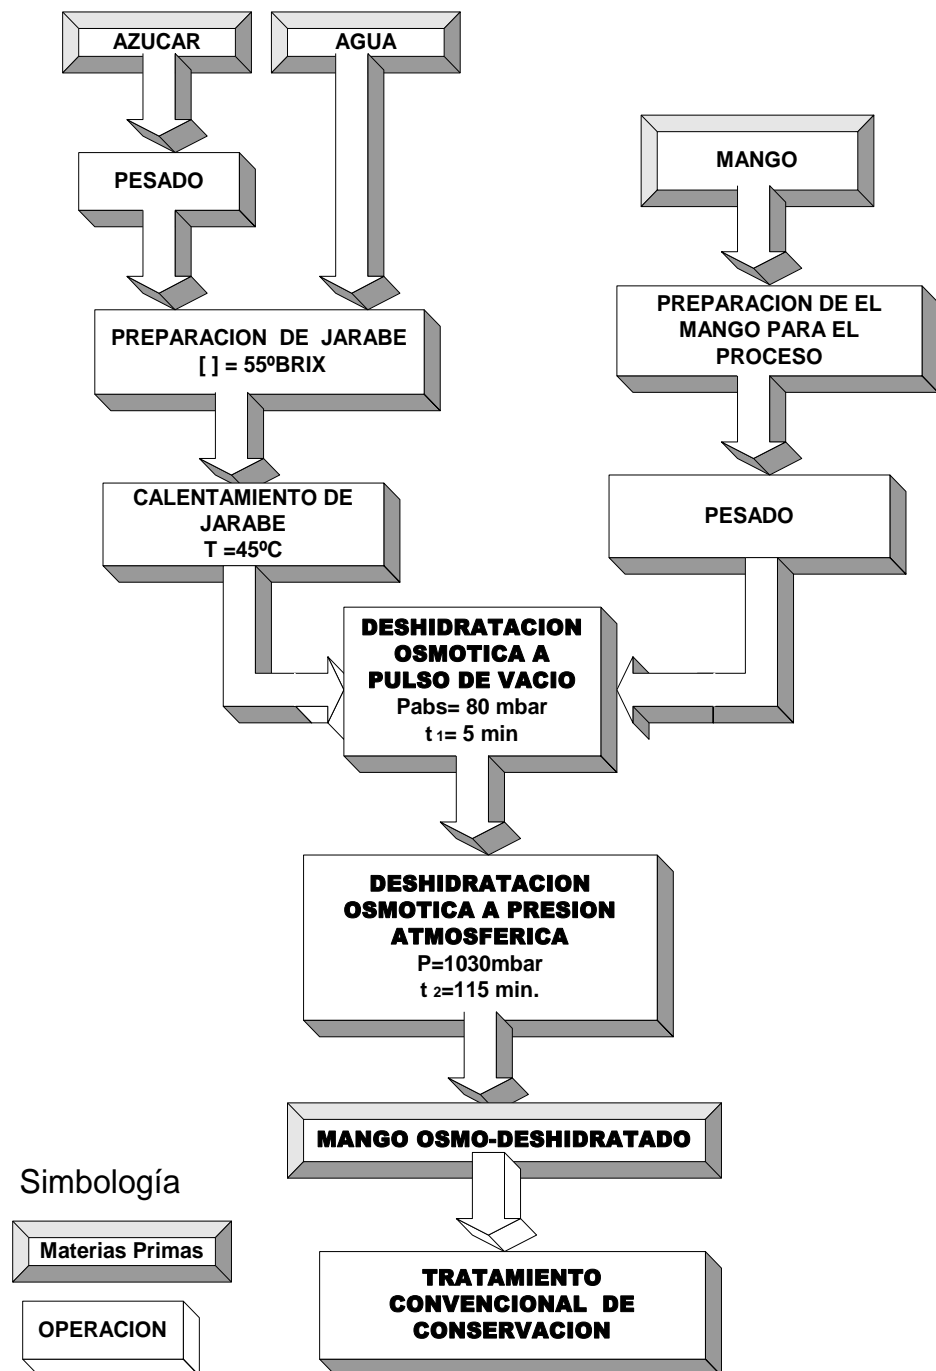 AZUCAR
AGUA
PESADO
MANGO
PREPARACION DE JARABE
[ ] = 55ºBRIX
PREPARACION DE EL
MANGO PARA EL
PROCESO
CALENTAMIENTO DE
JARABE
T =45ºC
PESADO
DESHIDRATACION
OSMOTICA A
PULSO DE VACIO
Pabs= 80 mbar
t 1= 5 min
DESHIDRATACION
OSMOTICA A PRESION
ATMOSFERICA
P=1030mbar
t 2=115 min.
MANGO OSMO-DESHIDRATADO
Simbología
Materias Primas
OPERACION
TRATAMIENTO
CONVENCIONAL DE
CONSERVACION